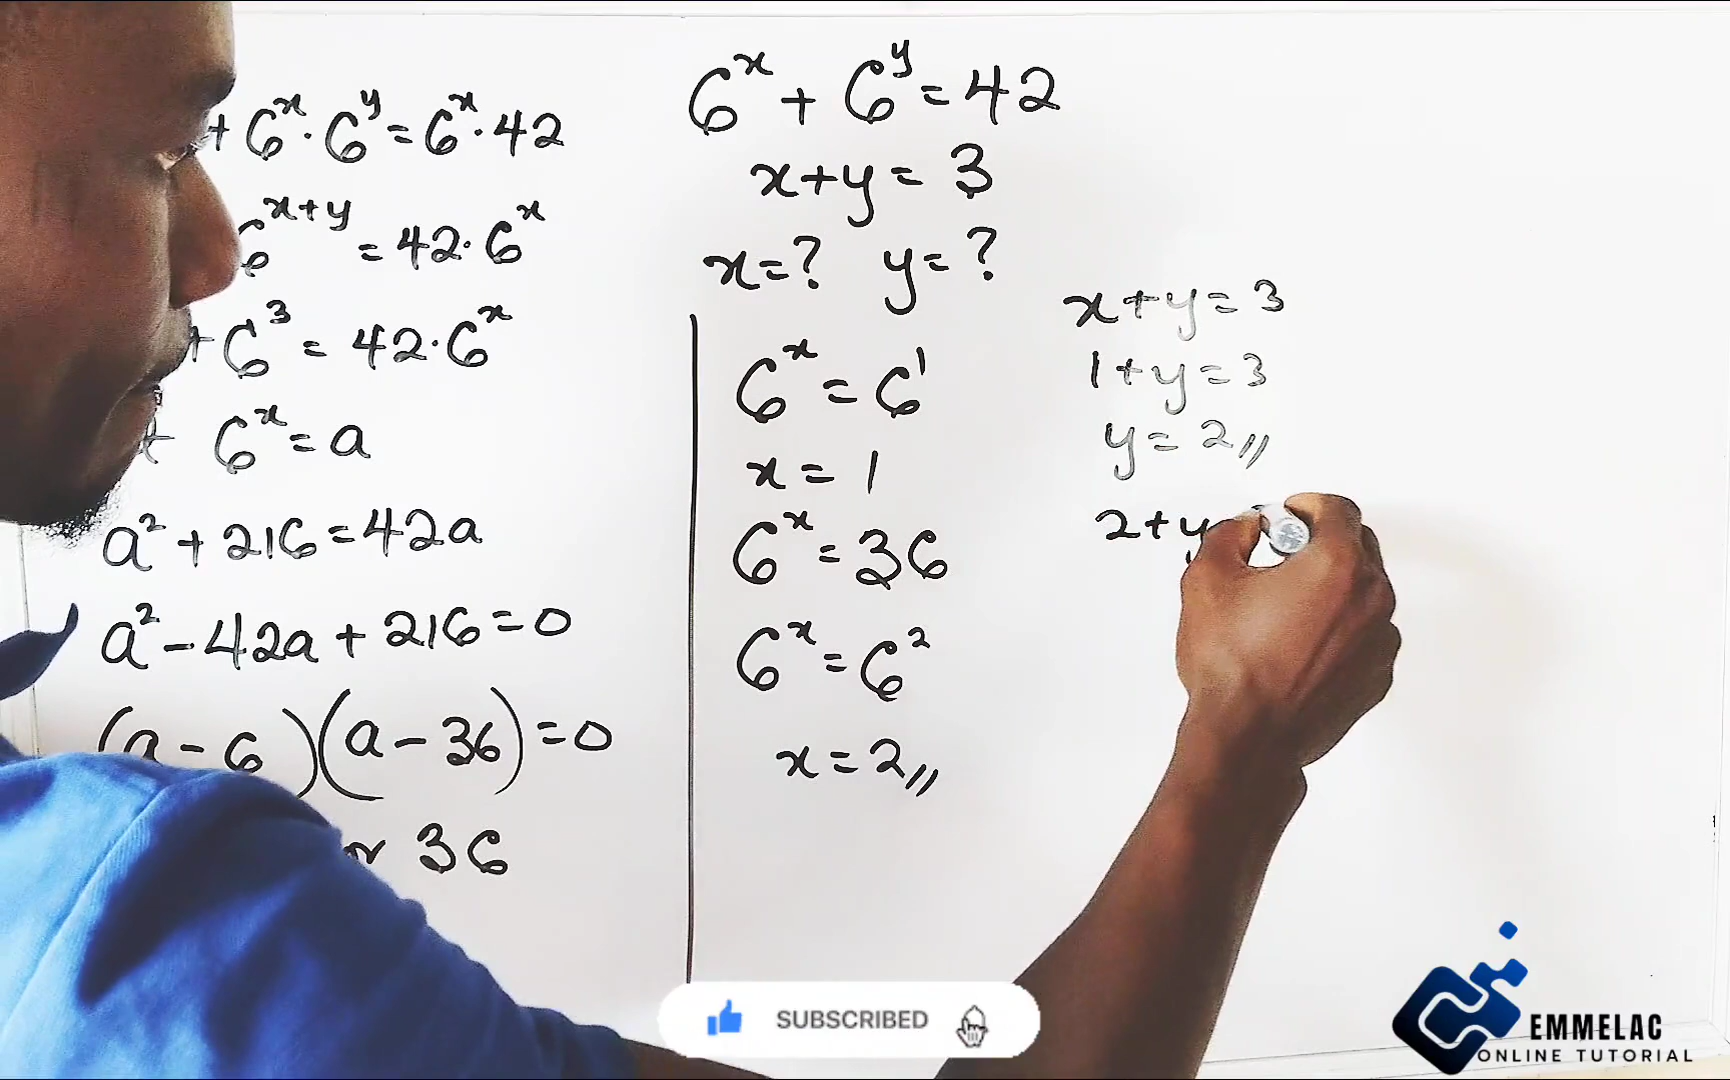 6^x + 6^y = 42
x+y = 3
x=? y=?
+ 6^x · 6^y = 6^x · 42
6^x+y = 42 · 6^x
+ 6^3 = 42 · 6^x
6^x = a
a^2 + 216 = 42a
a^2 - 42a + 216 = 0
(a - 6)(a - 36) = 0
or 36
6^x = 6^1
x = 1
6^x = 36
6^x = 6^2
x = 2//
x+y=3
1+y=3
y=2//
2+y
SUBSCRIBED
EMMELAC
ONLINE TUTORIAL